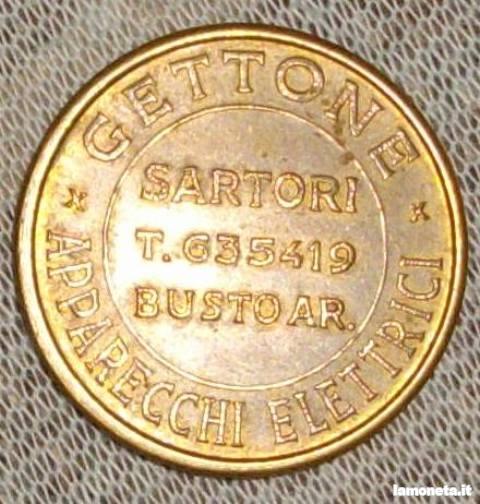 GETTONE
SARTORI
T. 635419
BUSTO AR.
APPARECCHI ELETTRICI
lamoneta.it